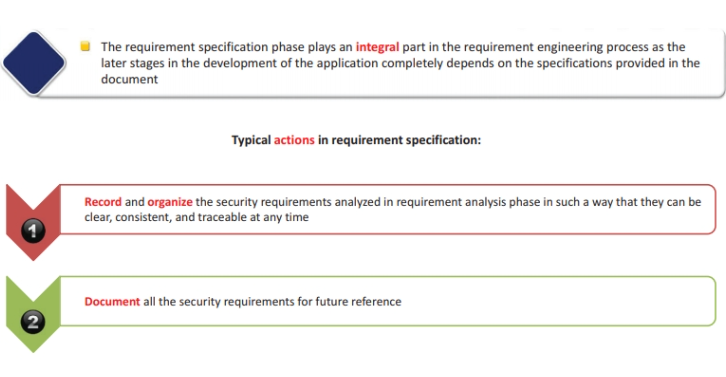 The requirement specification phase plays an integral part in the requirement engineering process as the
later stages in the development of the application completely depends on the specifications provided in the
document
Typical actions in requirement specification:
Record and organize the security requirements analyzed in requirement analysis phase in such a way that they can be
clear, consistent, and traceable at any time
1
Document all the security requirements for future reference
2